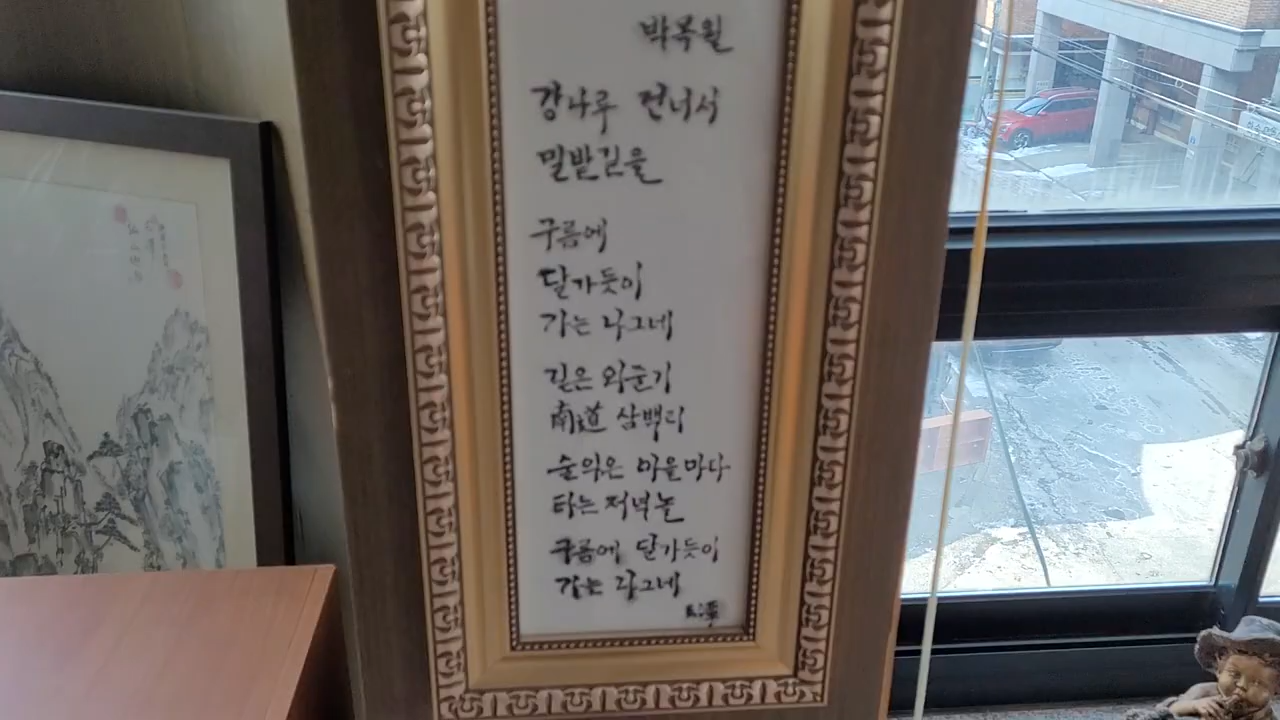 박목월
강나루 건너서
밀밭길을
구름에
달가듯이
가는 나그네
길은 외줄기
南道 삼백리
술익은 마을마다
타는 저녁놀
구름에 달가듯이
가는 나그네